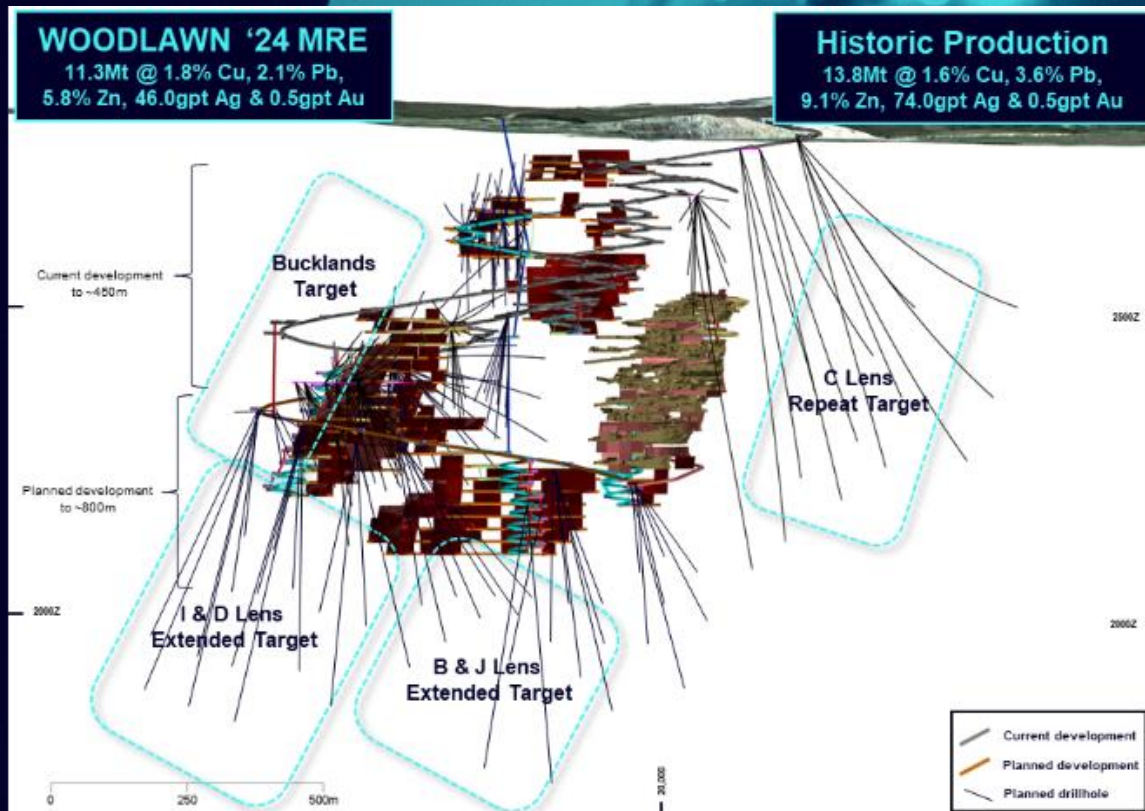 WOODLAWN '24 MRE
11.3Mt @ 1.8% Cu, 2.1% Pb,
5.8% Zn, 46.0gpt Ag & 0.5gpt Au
Historic Production
13.8Mt @ 1.6% Cu, 3.6% Pb,
9.1% Zn, 74.0gpt Ag & 0.5gpt Au
Bucklands
Target
Current development
to ~450m
2500Z
C Lens
Repeat Target
Planned development
to ~800m
2000Z
2000Z
I & D Lens
Extended Target
B & J Lens
Extended Target
Current development
Planned development
Planned drillhole
0
250
500m
20,000